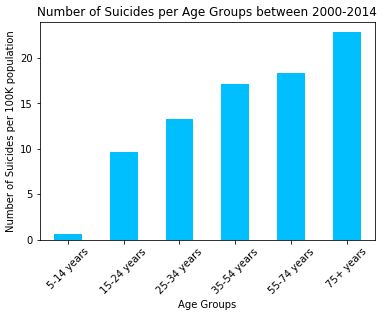 Number of Suicides per Age Groups between 2000-2014
Number of Suicides per 100K population
20
15
10
5
0
5-14 years
15-24 years
25-34 years
35-54 years
55-74 years
75+ years
Age Groups